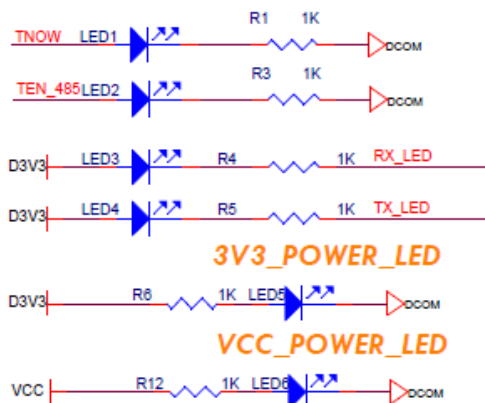 TNOW LED1 R1 1K DCOM
TEN_485 LED2 R3 1K DCOM
D3V3 LED3 R4 1K RX_LED
D3V3 LED4 R5 1K TX_LED
3V3_POWER_LED
D3V3 R6 1K LED5 DCOM
VCC_POWER_LED
VCC R12 1K LED6 DCOM